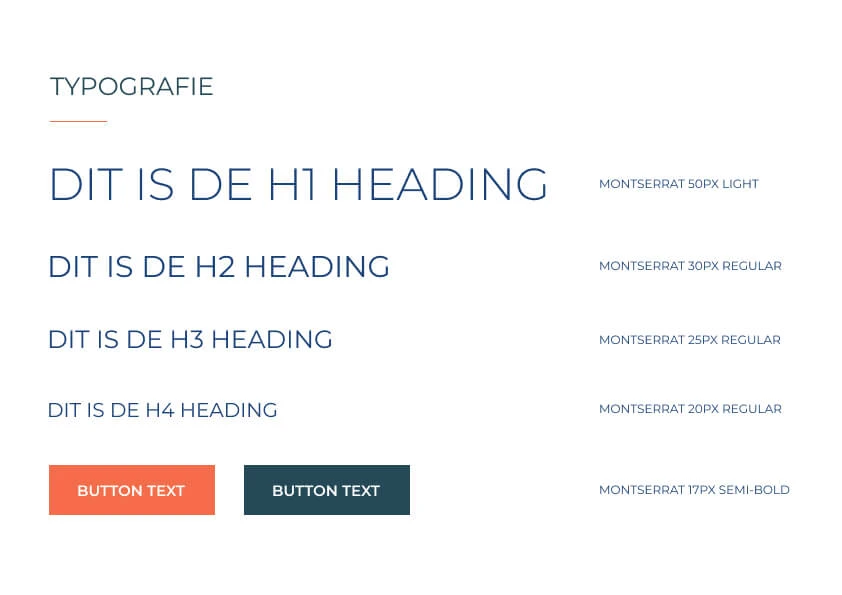 TYPOGRAFIE
DIT IS DE H1 HEADING
MONTSERRAT 50PX LIGHT
DIT IS DE H2 HEADING
MONTSERRAT 30PX REGULAR
DIT IS DE H3 HEADING
MONTSERRAT 25PX REGULAR
DIT IS DE H4 HEADING
MONTSERRAT 20PX REGULAR
BUTTON TEXT
BUTTON TEXT
MONTSERRAT 17PX SEMI-BOLD